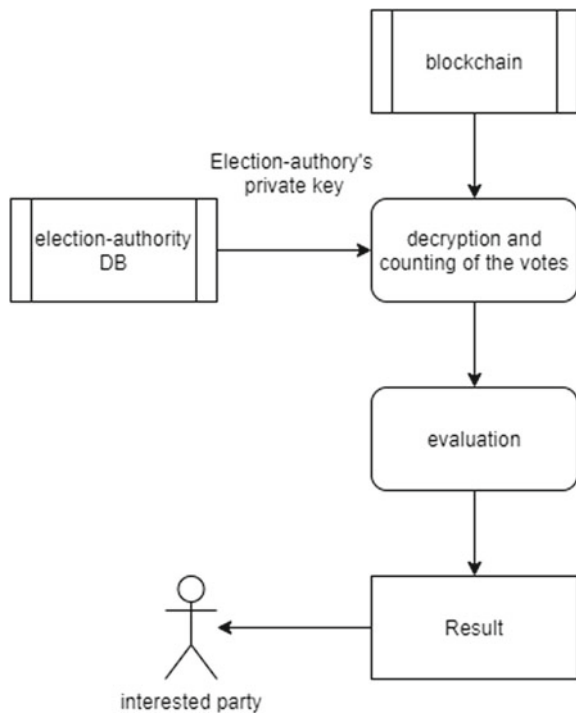 blockchain
Election-authory's
private key
election-authority
DB
decryption and
counting of the votes
evaluation
Result
interested party